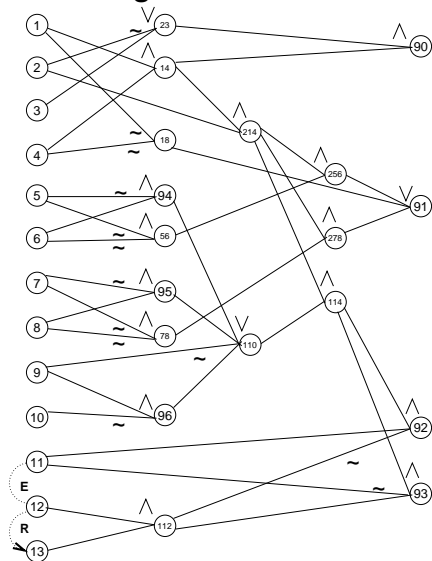 ∨ ∧
1 ~ 23 90
∧
2 14
3 ∧
~ 214
4 ~ 18 ∧
256
5 ~ ∧ 94 ∨
91
6 ~ 56 ∧
~ 278
7 ~ ∧
95 114 ∧
8 ~ ∧
~ 78 ∨
9 ~ 110
10 ∧ 96 ∧
~ 92
11 ~ ∧
E ~ 93
12 ∧
R 112
13